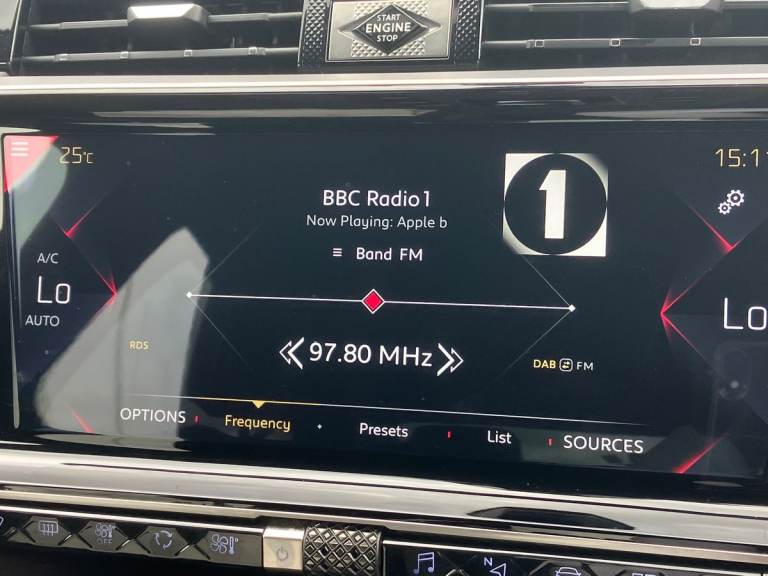 START
ENGINE
STOP
25°C
15:11
1
BBC Radio 1
Now Playing: Apple b
Band FM
A/C
Lo
AUTO
Lo
RDS
97.80 MHz
DAB FM
OPTIONS
Frequency
Presets
List
SOURCES
OFF
N